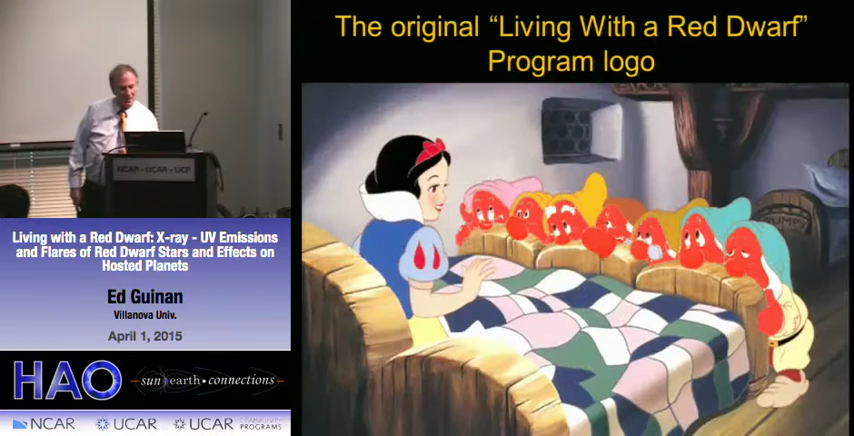 The original “Living With a Red Dwarf”
Program logo
NCAR - UCAR - UCP
Living with a Red Dwarf: X-ray - UV Emissions
and Flares of Red Dwarf Stars and Effects on
Hosted Planets
Ed Guinan
Villanova Univ.
April 1, 2015
HAO
sun earth connections
NCAR
UCAR
UCAR
COMMUNITY
PROGRAMS